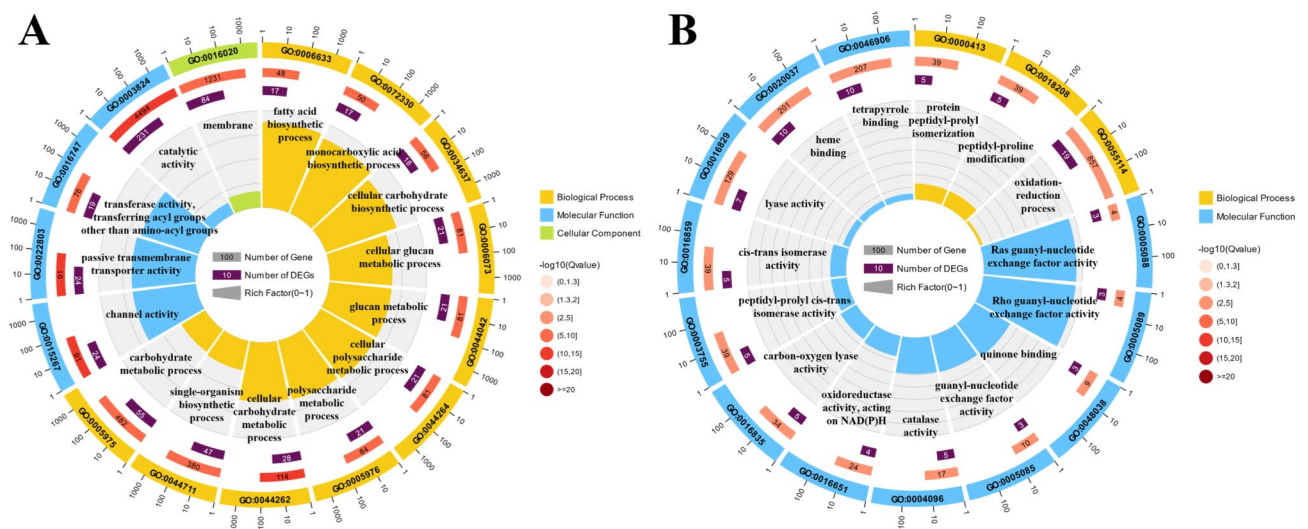 A
GO:0016020
GO:0006633
GO:0072330
GO:0034637
GO:0006073
GO:0044042
GO:0044264
GO:0005976
GO:0044262
GO:0044711
GO:0005975
GO:0015267
GO:0022803
GO:0016747
GO:0003824
1231
84
48
17
50
17
58
18
81
21
81
21
81
21
84
21
114
28
380
47
482
55
91
24
91
24
76
19
4494
231
membrane
fatty acid
biosynthetic
process
monocarboxylic acid
biosynthetic process
cellular carbohydrate
biosynthetic process
cellular glucan
metabolic process
glucan metabolic
process
cellular
polysaccharide
metabolic process
polysaccharide
metabolic
process
cellular
carbohydrate
metabolic
process
single-organism
biosynthetic
process
carbohydrate
metabolic process
channel activity
passive transmembrane
transporter activity
transferase activity,
transferring acyl groups
other than amino-acyl groups
catalytic
activity
100 Number of Gene
10 Number of DEGs
Rich Factor(0~1)
Biological Process
Molecular Function
Cellular Component
-log10(Qvalue)
(0,1.3]
(1.3,2]
(2,5]
(5,10]
(10,15]
(15,20]
>=20
B
GO:0046906
GO:0000413
GO:0018208
GO:0055114
GO:0005088
GO:0005089
GO:0048038
GO:0005085
GO:0004096
GO:0016651
GO:0016835
GO:0003755
GO:0016859
GO:0016829
GO:0020037
207
10
39
5
39
5
857
19
4
3
4
3
9
3
10
3
17
5
24
4
34
5
39
5
39
5
129
7
201
10
tetrapyrrole
binding
protein
peptidyl-prolyl
isomerization
peptidyl-proline
modification
oxidation-
reduction
process
Ras guanyl-nucleotide
exchange factor activity
Rho guanyl-nucleotide
exchange factor activity
quinone binding
guanyl-nucleotide
exchange factor
activity
catalase
activity
oxidoreductase
activity, acting
on NAD(P)H
carbon-oxygen lyase
activity
peptidyl-prolyl cis-trans
isomerase activity
cis-trans isomerase
activity
lyase activity
heme
binding
100 Number of Gene
10 Number of DEGs
Rich Factor(0~1)
Biological Process
Molecular Function
-log10(Qvalue)
(0,1.3]
(1.3,2]
(2,5]
(5,10]
(10,15]
(15,20]
>=20